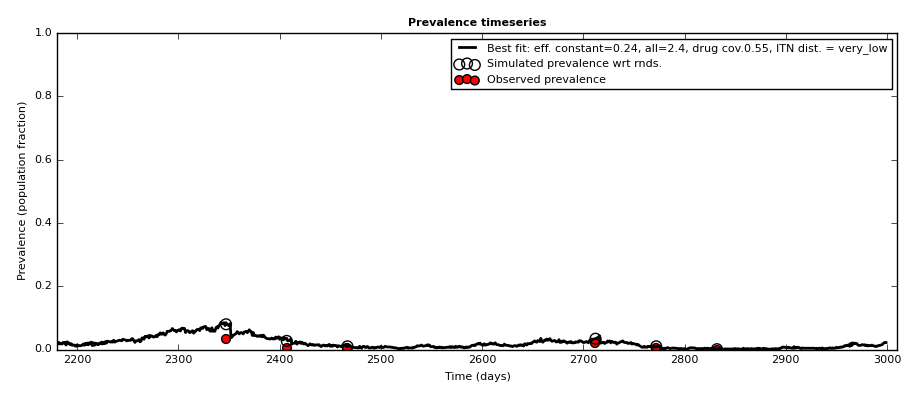 Prevalence timeseries
Best fit: eff. constant=0.24, all=2.4, drug cov.0.55, ITN dist. = very_low
Simulated prevalence wrt rnds.
Observed prevalence
Prevalence (population fraction)
1.0
0.8
0.6
0.4
0.2
0.0
2200 2300 2400 2500 2600 2700 2800 2900 3000
Time (days)